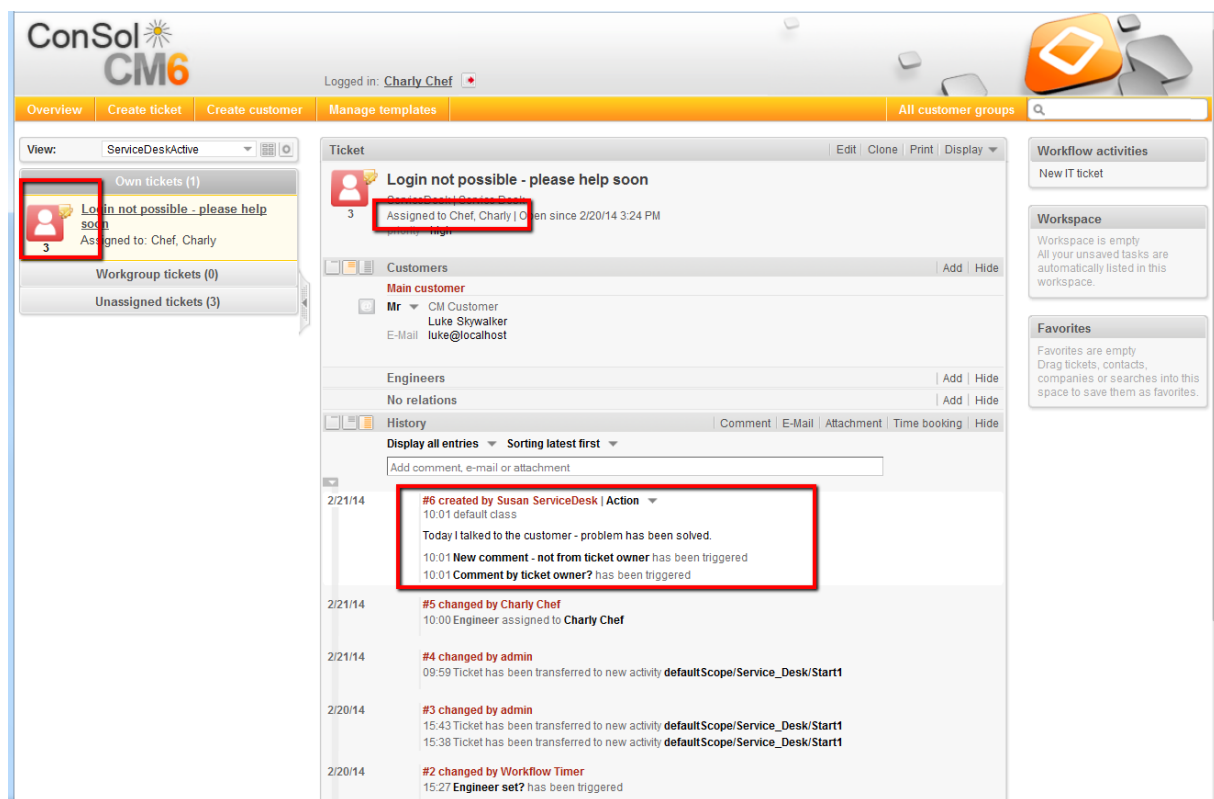 ConSol
CM6
Logged in: Charly Chef
Overview Create ticket Create customer Manage templates All customer groups
View: ServiceDeskActive
Own tickets (1)
Login not possible - please help soon
3
Assigned to: Chef, Charly
Workgroup tickets (0)
Unassigned tickets (3)
Ticket Edit Clone Print Display
Login not possible - please help soon
ServiceDesk | Service Desk
3
Assigned to Chef, Charly | Open since 2/20/14 3:24 PM
priority high
Customers Add Hide
Main customer
Mr CM Customer
Luke Skywalker
E-Mail luke@localhost
Engineers Add Hide
No relations Add Hide
History Comment E-Mail Attachment Time booking Hide
Display all entries Sorting latest first
Add comment, e-mail or attachment
2/21/14 #6 created by Susan ServiceDesk | Action
10:01 default class
Today I talked to the customer - problem has been solved.
10:01 New comment - not from ticket owner has been triggered
10:01 Comment by ticket owner? has been triggered
2/21/14 #5 changed by Charly Chef
10:00 Engineer assigned to Charly Chef
2/21/14 #4 changed by admin
09:59 Ticket has been transferred to new activity defaultScope/Service_Desk/Start1
2/20/14 #3 changed by admin
15:43 Ticket has been transferred to new activity defaultScope/Service_Desk/Start1
15:38 Ticket has been transferred to new activity defaultScope/Service_Desk/Start1
2/20/14 #2 changed by Workflow Timer
15:27 Engineer set? has been triggered
Workflow activities
New IT ticket
Workspace
Workspace is empty
All your unsaved tasks are
automatically listed in this
workspace.
Favorites
Favorites are empty
Drag tickets, contacts,
companies or searches into this
space to save them as favorites.